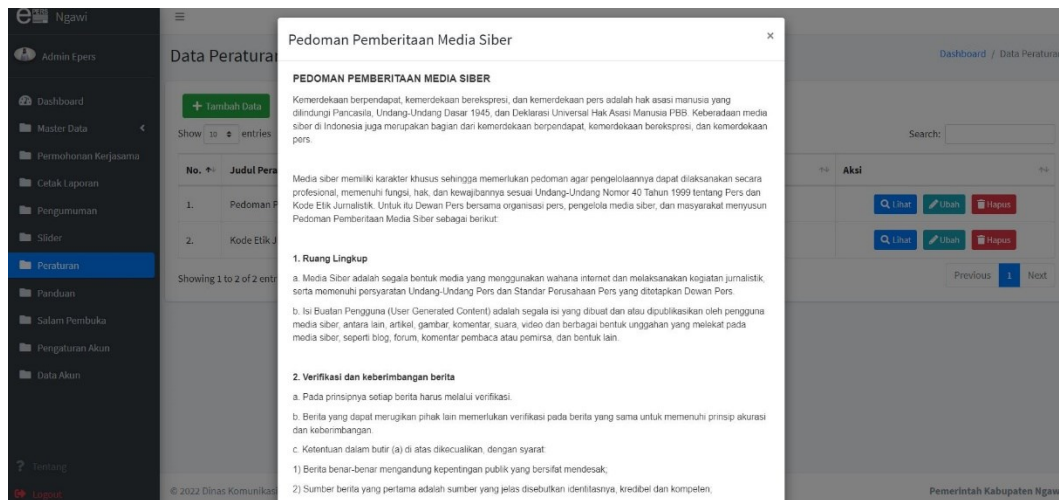 Ngawi
Admin Epers
Dashboard
Master Data
Permohonan Kerjasama
Cetak Laporan
Pengumuman
Slider
Peraturan
Panduan
Salam Pembuka
Pengaturan Akun
Data Akun
Tentang
Logout
Data Peraturan
Dashboard / Data Peraturan
Tambah Data
Show 10 entries
Search:
No. Judul Pera
Aksi
1. Pedoman P
Lihat Ubah Hapus
2. Kode Etik J
Lihat Ubah Hapus
Showing 1 to 2 of 2 entr
Previous 1 Next
© 2022 Dinas Komunikasi
Pemerintah Kabupaten Ngaw
Pedoman Pemberitaan Media Siber ×
PEDOMAN PEMBERITAAN MEDIA SIBER
Kemerdekaan berpendapat, kemerdekaan berekspresi, dan kemerdekaan pers adalah hak asasi manusia yang
dilindungi Pancasila, Undang-Undang Dasar 1945, dan Deklarasi Universal Hak Asasi Manusia PBB. Keberadaan media
siber di Indonesia juga merupakan bagian dari kemerdekaan berpendapat, kemerdekaan berekspresi, dan kemerdekaan
pers.
Media siber memiliki karakter khusus sehingga memerlukan pedoman agar pengelolaannya dapat dilaksanakan secara
profesional, memenuhi fungsi, hak, dan kewajibannya sesuai Undang-Undang Nomor 40 Tahun 1999 tentang Pers dan
Kode Etik Jurnalistik. Untuk itu Dewan Pers bersama organisasi pers, pengelola media siber, dan masyarakat menyusun
Pedoman Pemberitaan Media Siber sebagai berikut:
1. Ruang Lingkup
a. Media Siber adalah segala bentuk media yang menggunakan wahana internet dan melaksanakan kegiatan jurnalistik,
serta memenuhi persyaratan Undang-Undang Pers dan Standar Perusahaan Pers yang ditetapkan Dewan Pers.
b. Isi Buatan Pengguna (User Generated Content) adalah segala isi yang dibuat dan atau dipublikasikan oleh pengguna
media siber, antara lain, artikel, gambar, komentar, suara, video dan berbagai bentuk unggahan yang melekat pada
media siber, seperti blog, forum, komentar pembaca atau pemirsa, dan bentuk lain.
2. Verifikasi dan keberimbangan berita
a. Pada prinsipnya setiap berita harus melalui verifikasi.
b. Berita yang dapat merugikan pihak lain memerlukan verifikasi pada berita yang sama untuk memenuhi prinsip akurasi
dan keberimbangan.
c. Ketentuan dalam butir (a) di atas dikecualikan, dengan syarat:
1) Berita benar-benar mengandung kepentingan publik yang bersifat mendesak;
2) Sumber berita yang pertama adalah sumber yang jelas disebutkan identitasnya, kredibel dan kompeten;